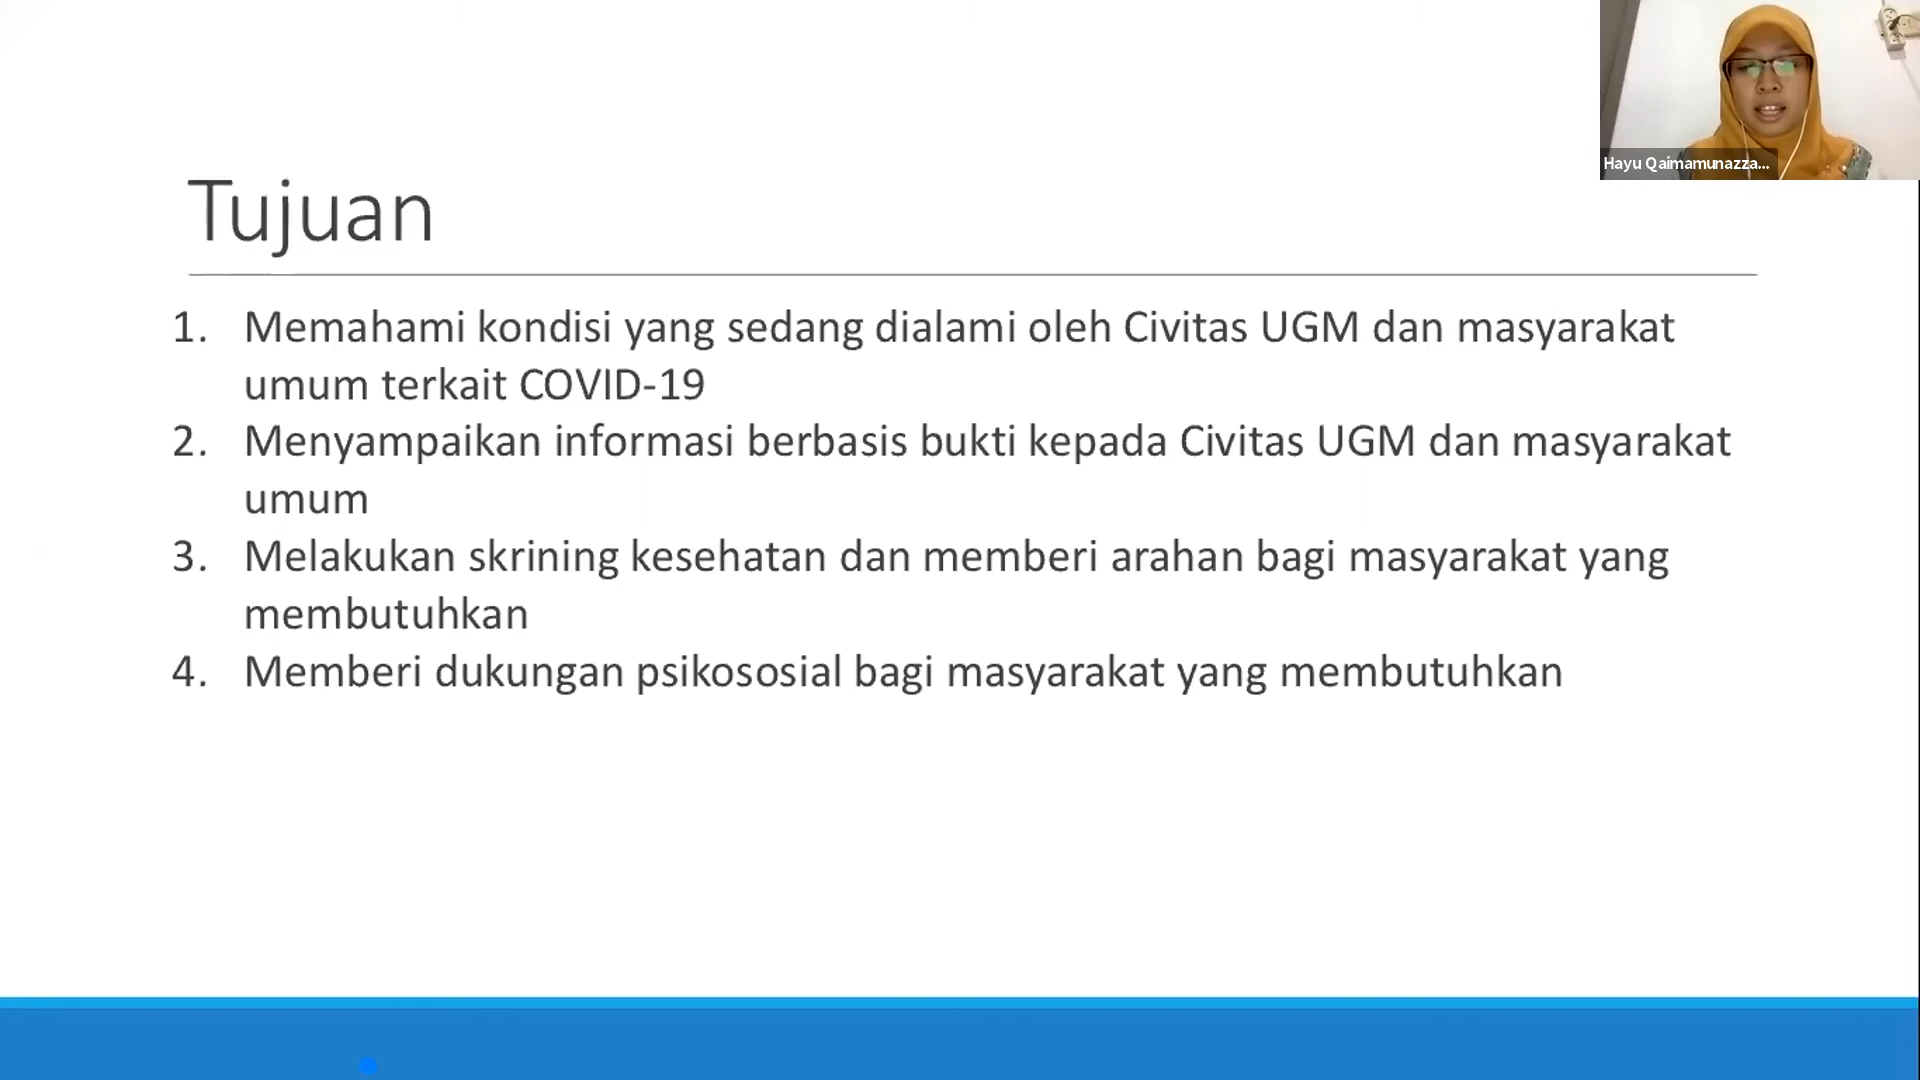 Hayu Qaimamunazza...
Tujuan
1. Memahami kondisi yang sedang dialami oleh Civitas UGM dan masyarakat
umum terkait COVID-19
2. Menyampaikan informasi berbasis bukti kepada Civitas UGM dan masyarakat
umum
3. Melakukan skrining kesehatan dan memberi arahan bagi masyarakat yang
membutuhkan
4. Memberi dukungan psikososial bagi masyarakat yang membutuhkan